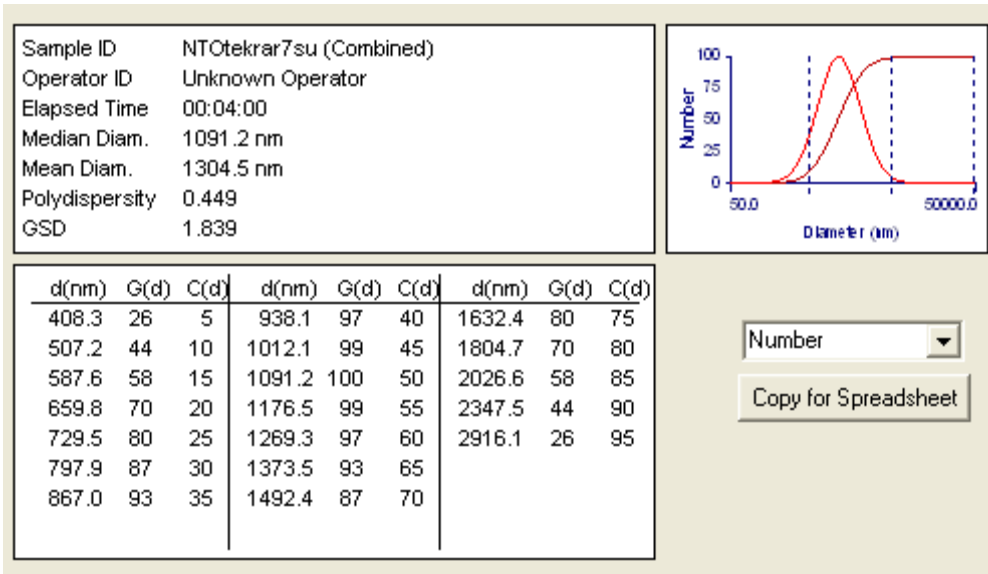 Sample ID NTOtekrar7su (Combined)
Operator ID Unknown Operator
Elapsed Time 00:04:00
Median Diam. 1091.2 nm
Mean Diam. 1304.5 nm
Polydispersity 0.449
GSD 1.839
100
75
50
25
0
Number
50.0 50000.0
Diameter (nm)
d(nm) G(d) C(d) d(nm) G(d) C(d) d(nm) G(d) C(d)
408.3 26 5 938.1 97 40 1632.4 80 75
507.2 44 10 1012.1 99 45 1804.7 70 80
587.6 58 15 1091.2 100 50 2026.6 58 85
659.8 70 20 1176.5 99 55 2347.5 44 90
729.5 80 25 1269.3 97 60 2916.1 26 95
797.9 87 30 1373.5 93 65
867.0 93 35 1492.4 87 70
Number
Copy for Spreadsheet